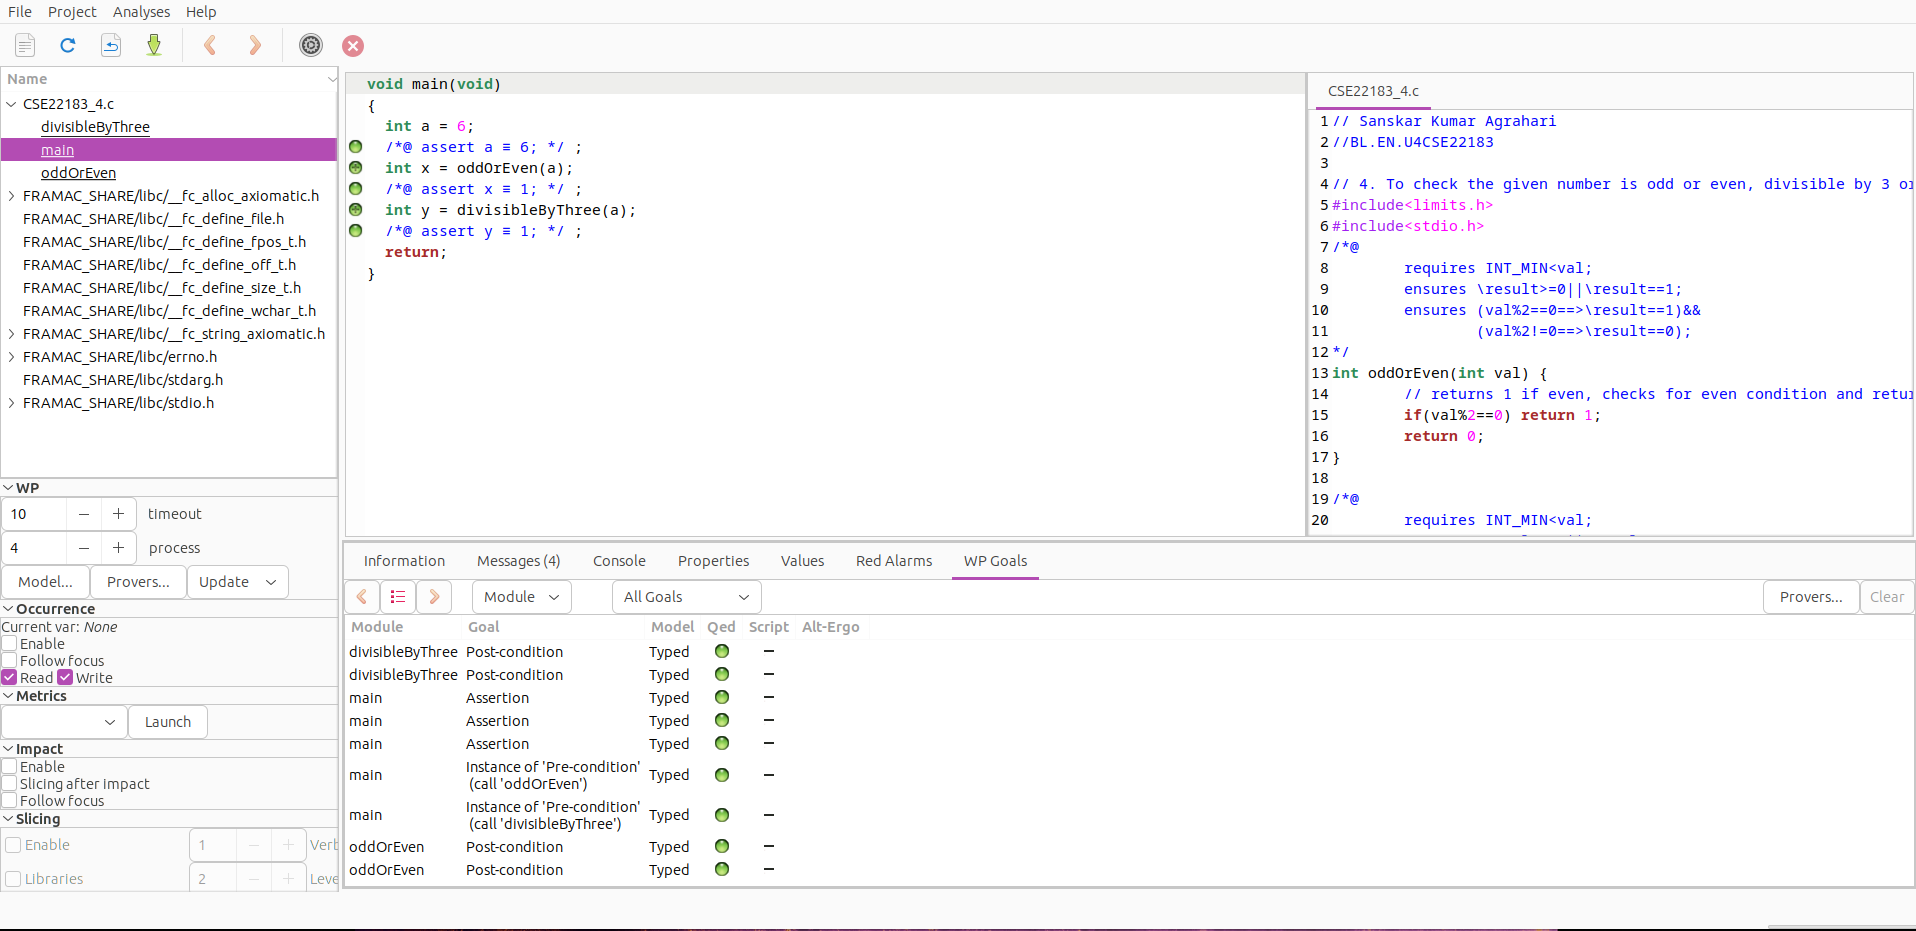 File Project Analyses Help
Name
CSE22183_4.c
divisibleByThree
main
oddOrEven
FRAMAC_SHARE/libc/__fc_alloc_axiomatic.h
FRAMAC_SHARE/libc/__fc_define_file.h
FRAMAC_SHARE/libc/__fc_define_fpos_t.h
FRAMAC_SHARE/libc/__fc_define_off_t.h
FRAMAC_SHARE/libc/__fc_define_size_t.h
FRAMAC_SHARE/libc/__fc_define_wchar_t.h
FRAMAC_SHARE/libc/__fc_string_axiomatic.h
FRAMAC_SHARE/libc/errno.h
FRAMAC_SHARE/libc/stdarg.h
FRAMAC_SHARE/libc/stdio.h
WP
10 − + timeout
4 − + process
Model... Provers... Update
Occurrence
Current var: None
Enable
Follow focus
Read Write
Metrics
Launch
Impact
Enable
Slicing after impact
Follow focus
Slicing
Enable 1 − + Verb
Libraries 2 − + Leve
void main(void)
{
int a = 6;
/*@ assert a ≡ 6; */ ;
int x = oddOrEven(a);
/*@ assert x ≡ 1; */ ;
int y = divisibleByThree(a);
/*@ assert y ≡ 1; */ ;
return;
}
CSE22183_4.c
1 // Sanskar Kumar Agrahari
2 //BL.EN.U4CSE22183
3
4 // 4. To check the given number is odd or even, divisible by 3 o
5 #include<limits.h>
6 #include<stdio.h>
7 /*@
8 requires INT_MIN<val;
9 ensures \result>=0||\result==1;
10 ensures (val%2==0==>\result==1)&&
11 (val%2!=0==>\result==0);
12 */
13 int oddOrEven(int val) {
14 // returns 1 if even, checks for even condition and retu
15 if(val%2==0) return 1;
16 return 0;
17 }
18
19 /*@
20 requires INT_MIN<val;
Information Messages (4) Console Properties Values Red Alarms WP Goals
Module All Goals Provers... Clear
Module Goal Model Qed Script Alt-Ergo
divisibleByThree Post-condition Typed −
divisibleByThree Post-condition Typed −
main Assertion Typed −
main Assertion Typed −
main Assertion Typed −
main Instance of 'Pre-condition' Typed −
(call 'oddOrEven')
main Instance of 'Pre-condition' Typed −
(call 'divisibleByThree')
oddOrEven Post-condition Typed −
oddOrEven Post-condition Typed −